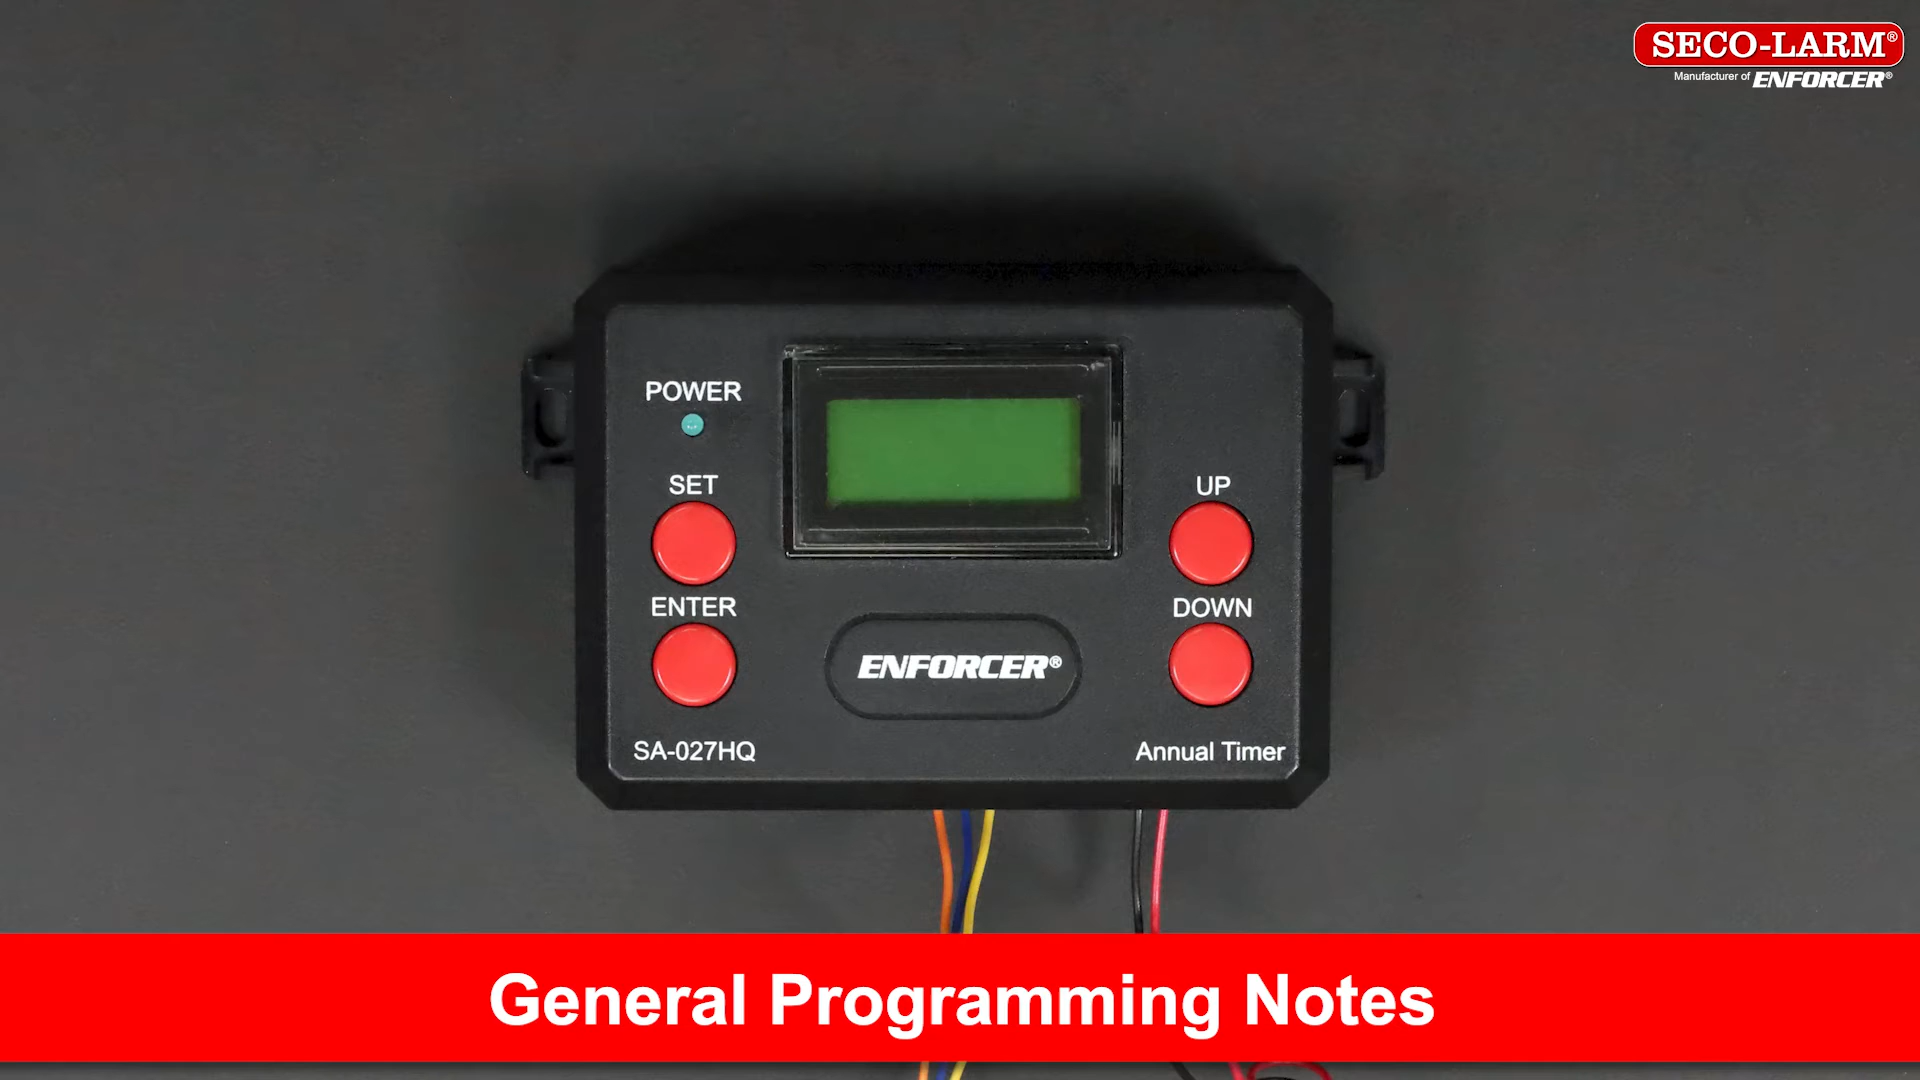 SECO-LARM®
Manufacturer of ENFORCER®
POWER
SET
UP
ENTER
DOWN
ENFORCER®
SA-027HQ
Annual Timer
General Programming Notes